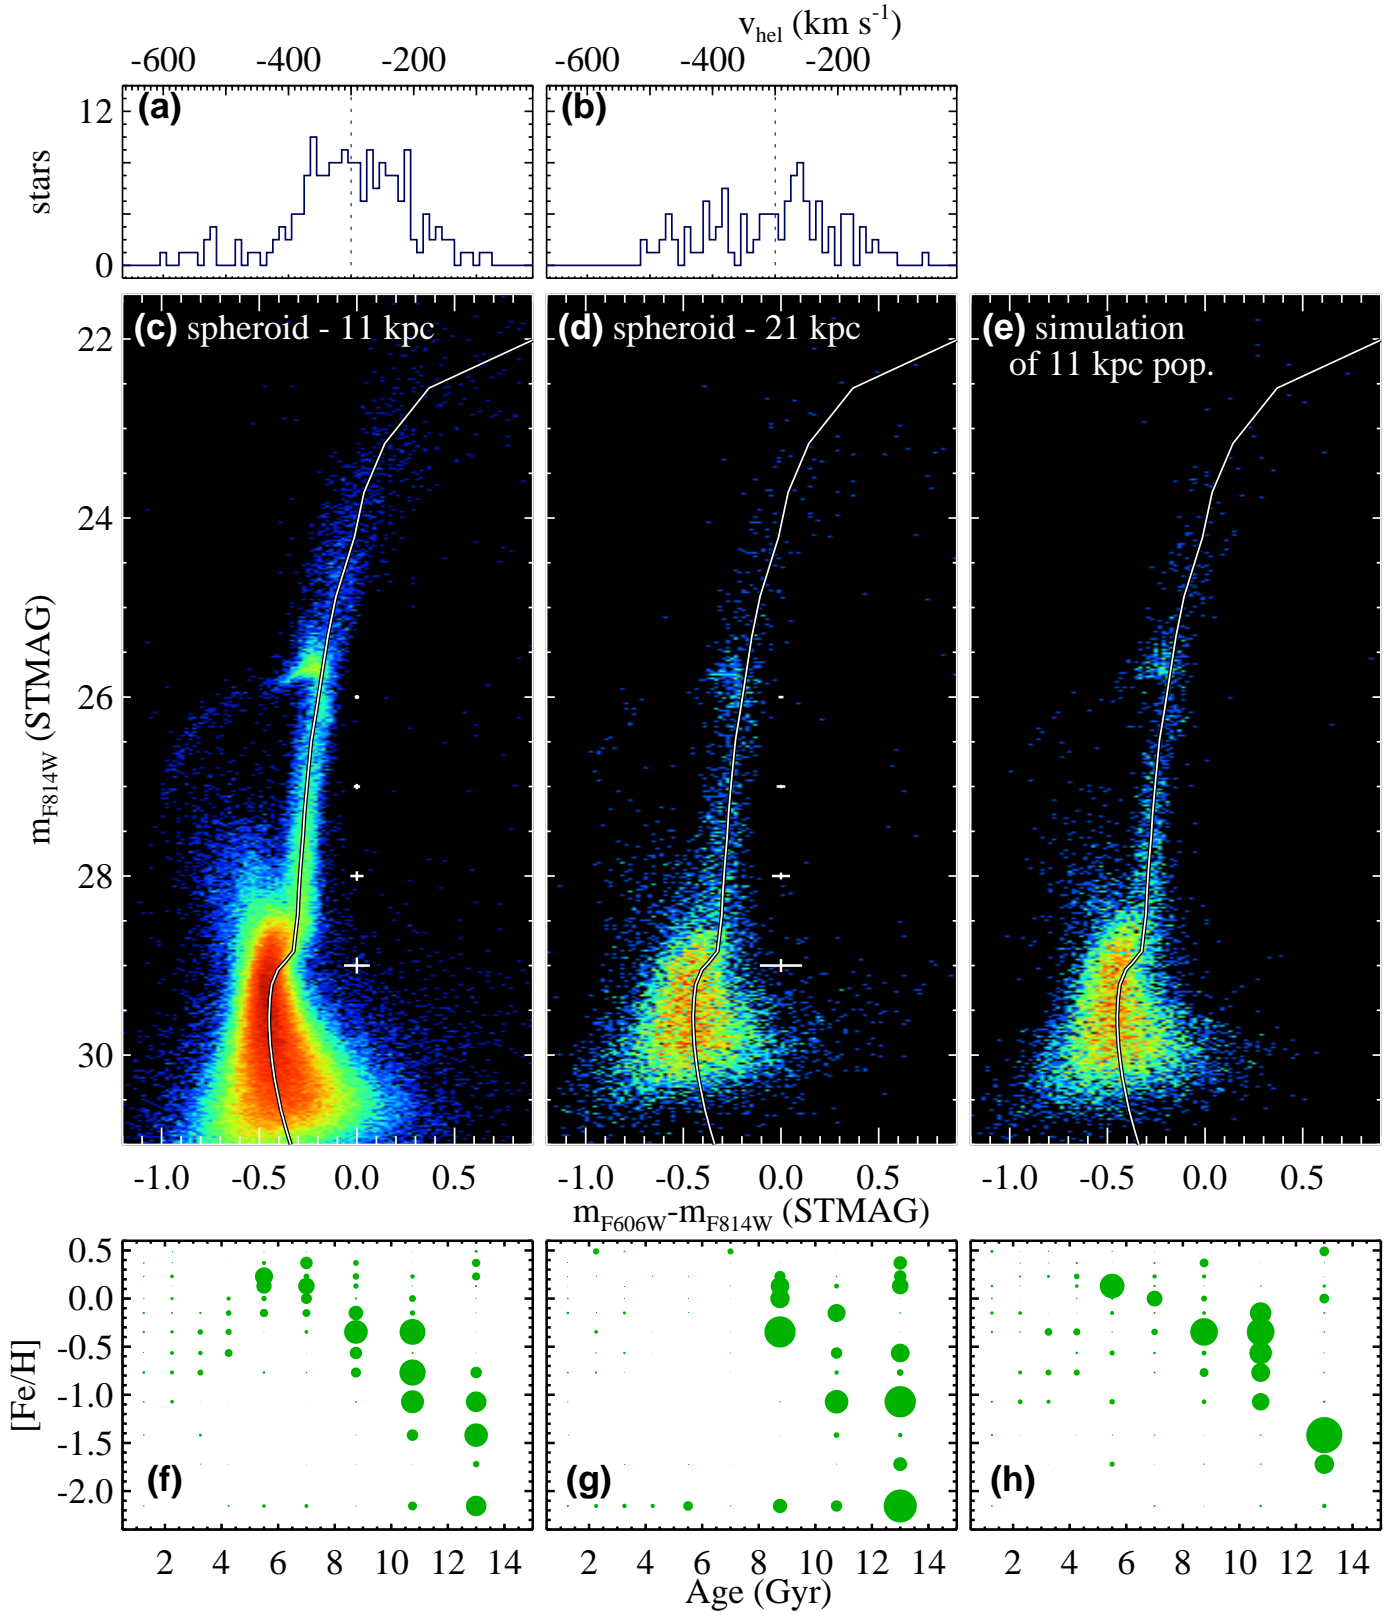 v_hel (km s^-1)
-600 -400 -200 -600 -400 -200
(a) (b)
12
stars
0
(c) spheroid - 11 kpc (d) spheroid - 21 kpc (e) simulation
of 11 kpc pop.
22
24
26
28
30
m_F814W (STMAG)
-1.0 -0.5 0.0 0.5 -1.0 -0.5 0.0 0.5 -1.0 -0.5 0.0 0.5
m_F606W-m_F814W (STMAG)
0.5
0.0
-0.5
-1.0
-1.5
-2.0
[Fe/H]
(f) (g) (h)
2 4 6 8 10 12 14 2 4 6 8 10 12 14 2 4 6 8 10 12 14
Age (Gyr)